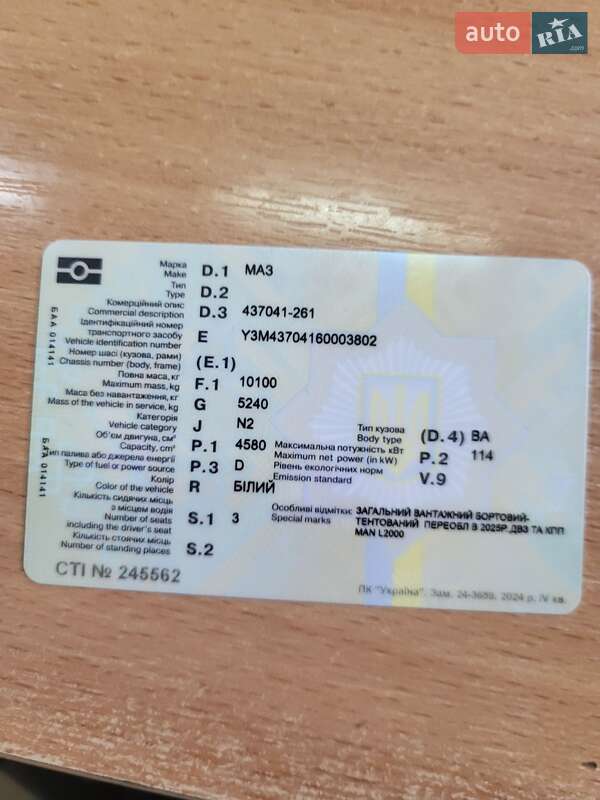 auto RIA .com
Марка
Make D.1 МАЗ
Тип
Type D.2
Комерційний опис
Commercial description D.3 437041-261
Ідентифікаційний номер
транспортного засобу
Vehicle identification number E Y3M43704160003802
Номер шасі (кузова, рами)
Chassis number (body, frame) (E.1)
Повна маса, кг
Maximum mass, kg F.1 10100
Маса без навантаження, кг
Mass of the vehicle in service, kg G 5240
Категорія
Vehicle category J N2
Об'єм двигуна, см³
Capacity, cm³ P.1 4580
Тип палива або джерела енергії
Type of fuel or power source P.3 D
Колір
Color of the vehicle R БІЛИЙ
Кількість сидячих місць
з місцем водія
Number of seats
including the driver's seat S.1 3
Кількість стоячих місць
Number of standing places S.2
Тип кузова
Body type (D.4) ВА
Максимальна потужність кВт
Maximum net power (in kW) P.2 114
Рівень екологічних норм
Emission standard V.9
Особливі відмітки:
Special marks
ЗАГАЛЬНИЙ ВАНТАЖНИЙ БОРТОВИЙ-
ТЕНТОВАНИЙ ПЕРЕОБЛ В 2025Р.ДВЗ ТА КПП
MAN L2000
БАА 014141
БАА 014141
СТІ № 245562
ПК "Україна". Зам. 24-3689. 2024 р. IV кв.